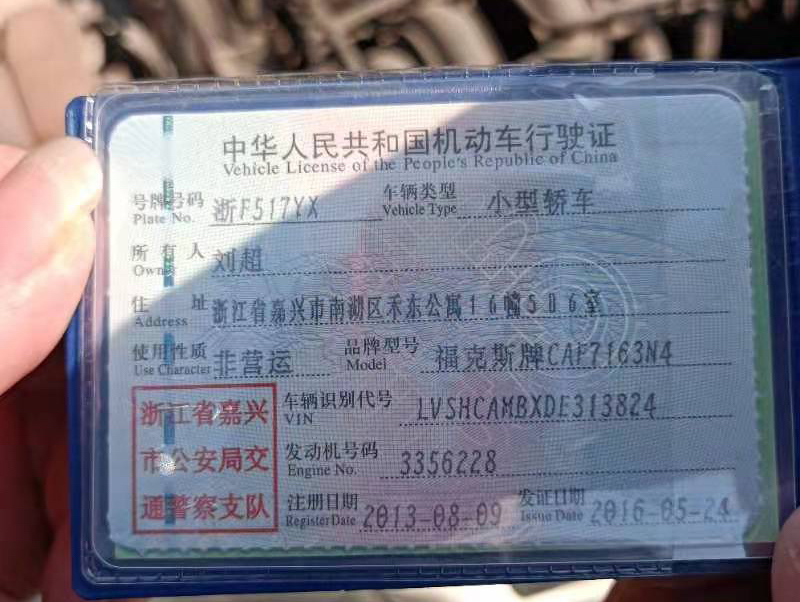 中华人民共和国机动车行驶证
Vehicle License of the People's Republic of China
号牌号码 浙F517YX 车辆类型 小型轿车
Plate No. Vehicle Type
所有人 刘超
Owner
住址 浙江省嘉兴市南湖区禾东公寓16幢506室
Address
使用性质 非营运 品牌型号 福克斯牌CAF7163N4
Use Character Model
浙江省嘉兴
市公安局交
通警察支队
车辆识别代号 LVSHCAMBXDE313824
VIN
发动机号码 3356228
Engine No.
注册日期 2013-08-09 发证日期 2016-05-24
Register Date Issue Date